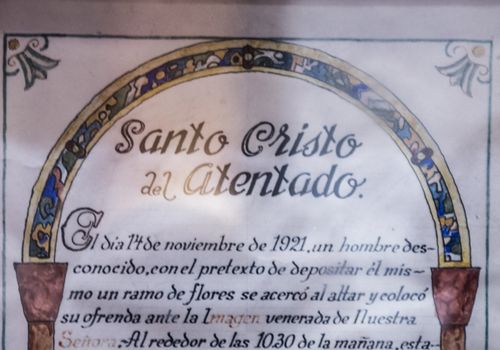 Santo Cristo
del Atentado.
El día 14 de noviembre de 1921, un hombre des-
conocido, con el pretexto de depositar él mis-
mo un ramo de flores se acercó al altar y colocó
su ofrenda ante la Imagen venerada de Nuestra
Señora. Al rededor de las 10.30 de la mañana, esta-